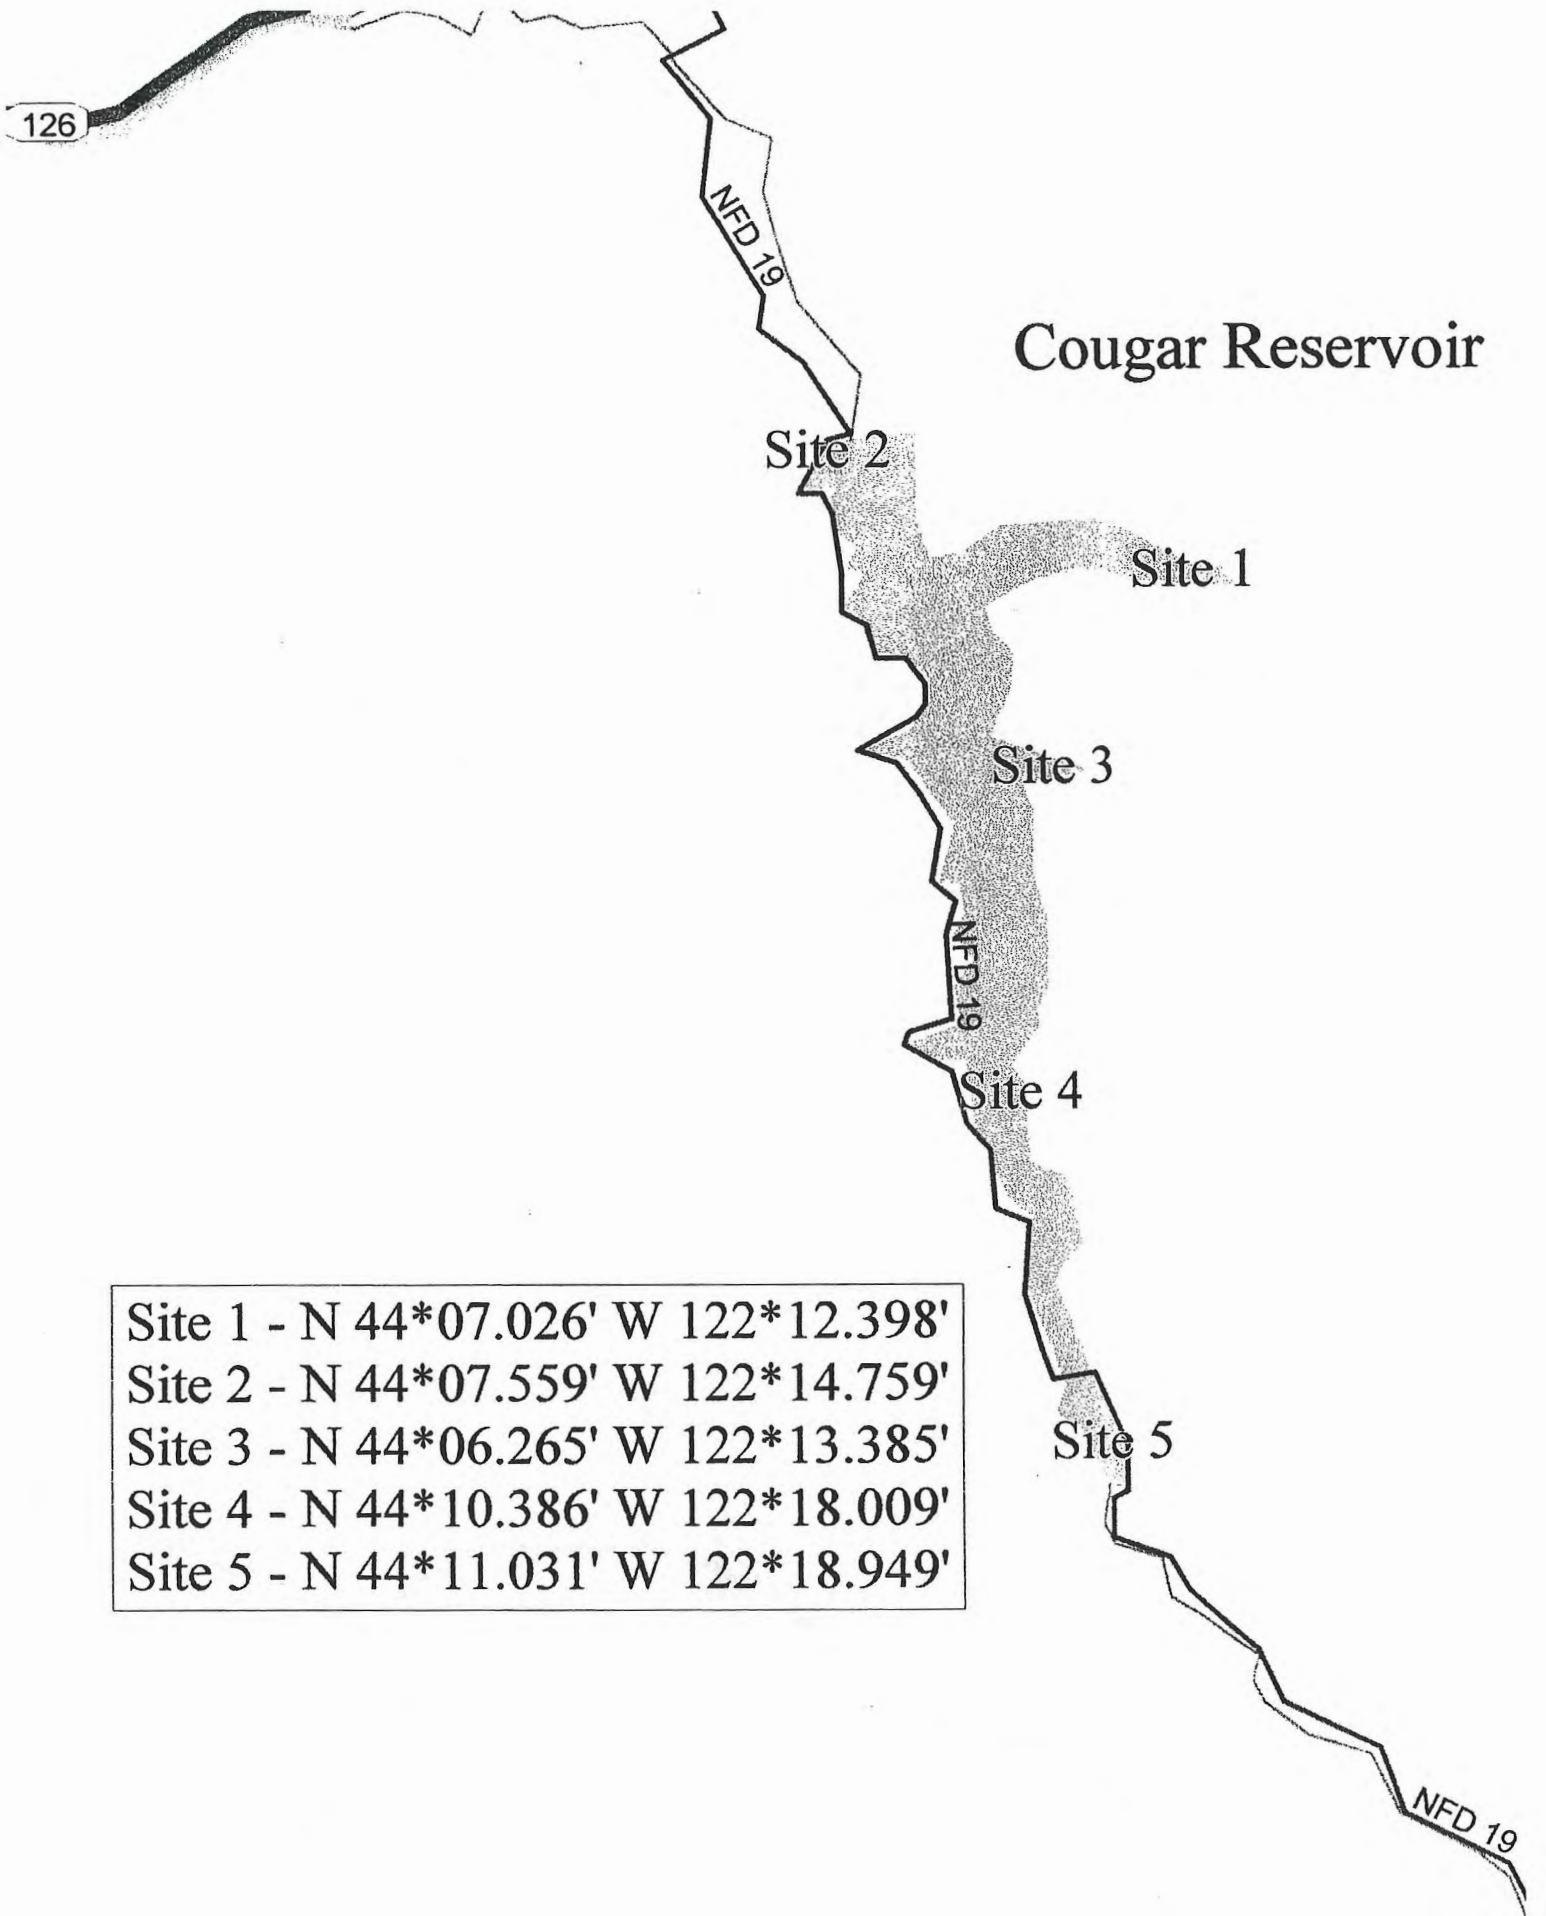 126
NFD 19
Cougar Reservoir
Site 2
Site 1
Site 3
NFD 19
Site 4
Site 1 - N 44*07.026' W 122*12.398'
Site 2 - N 44*07.559' W 122*14.759'
Site 3 - N 44*06.265' W 122*13.385'
Site 4 - N 44*10.386' W 122*18.009'
Site 5 - N 44*11.031' W 122*18.949'
Site 5
NFD 19